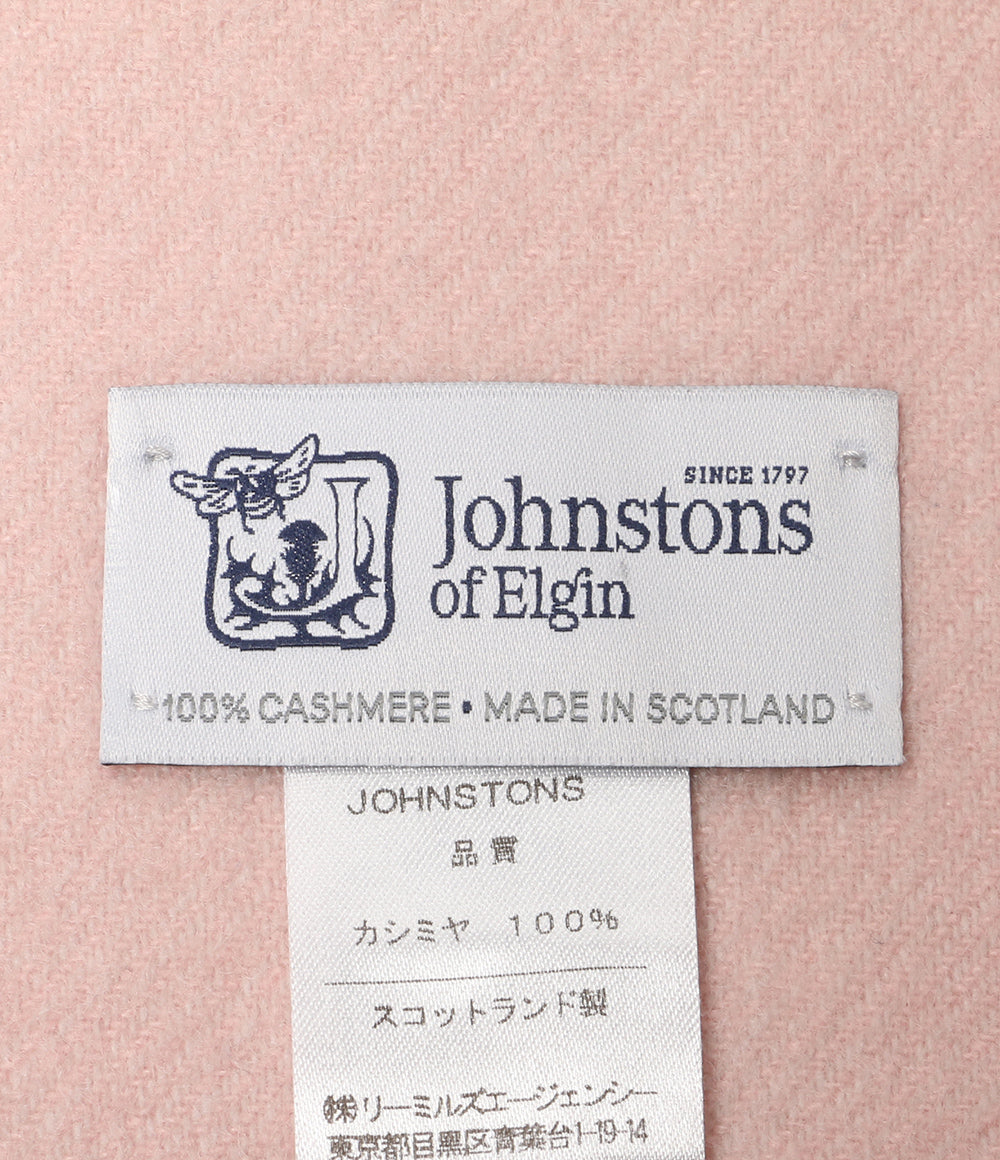 SINCE 1797
Johnstons
of Elgin
100% CASHMERE • MADE IN SCOTLAND
JOHNSTONS
品質
カシミヤ 100%
スコットランド製
㈱リーミルズエージェンシー
東京都目黒区青葉台1-19-14